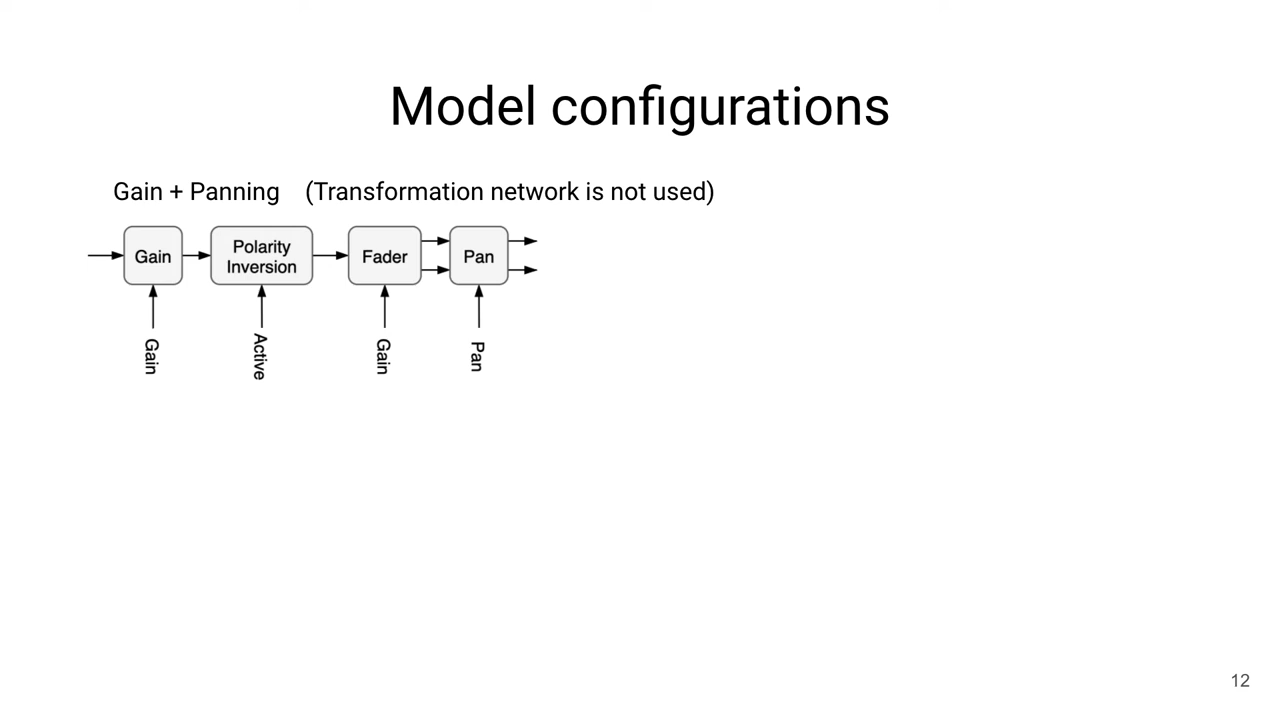 Model configurations
Gain + Panning (Transformation network is not used)
Gain
Polarity
Inversion
Fader
Pan
Gain
Active
Gain
Pan
12